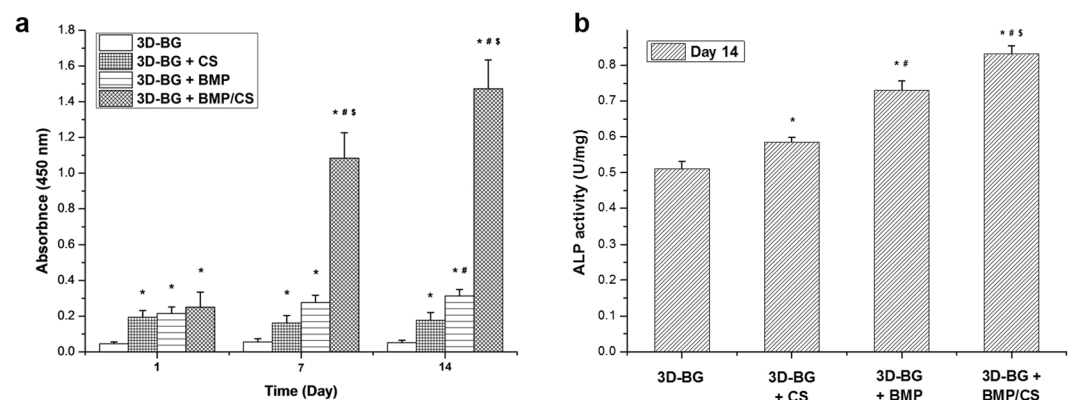 a
1.8
1.6
1.4
1.2
1.0
0.8
0.6
0.4
0.2
0.0
Absorbnce (450 nm)
3D-BG
3D-BG + CS
3D-BG + BMP
3D-BG + BMP/CS
* # $
* # $
* #
*
*
*
*
*
*
1
7
14
Time (Day)
b
0.8
0.7
0.6
0.5
0.4
0.3
0.2
0.1
0.0
ALP activity (U/mg)
Day 14
* # $
* #
*
3D-BG
3D-BG
+ CS
3D-BG
+ BMP
3D-BG +
BMP/CS